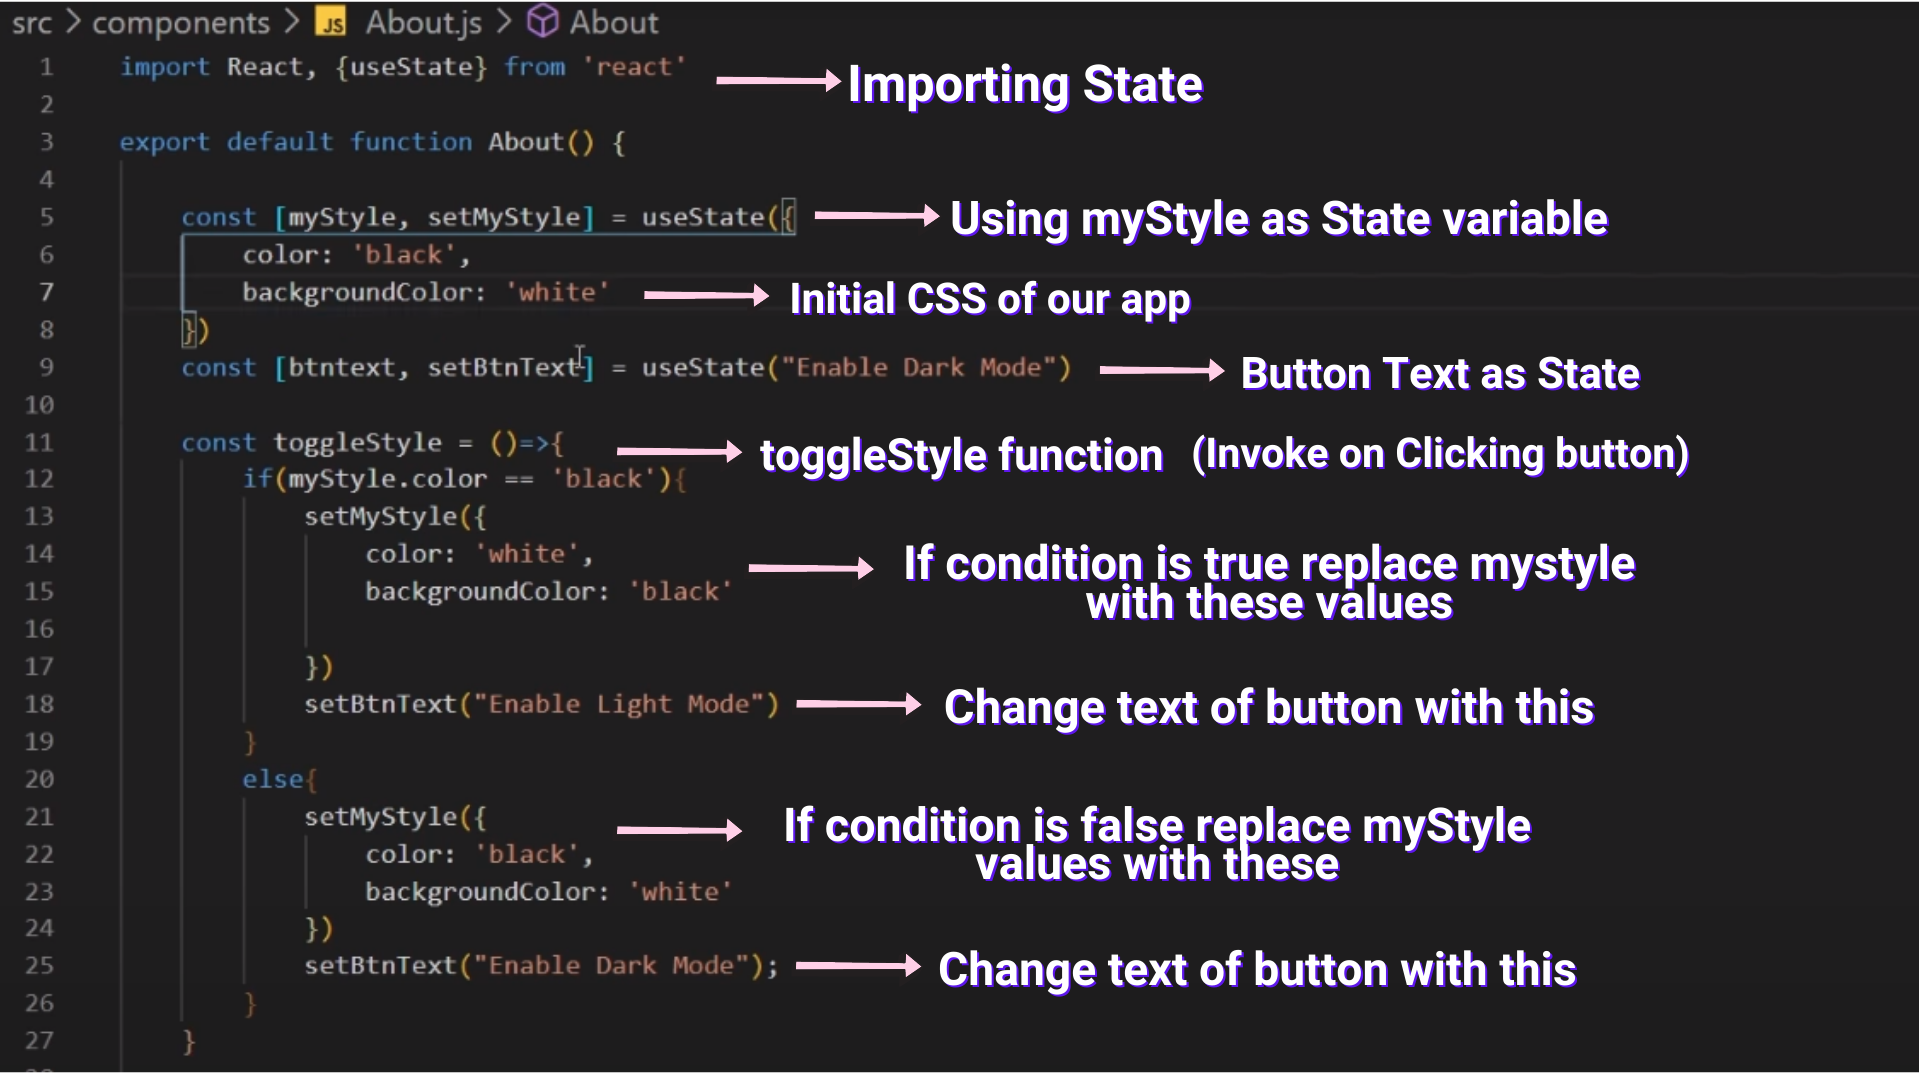 src > components > JS About.js > About
1 import React, {useState} from 'react' Importing State
2
3 export default function About() {
4
5 const [myStyle, setMyStyle] = useState({ Using myStyle as State variable
6 color: 'black',
7 backgroundColor: 'white' Initial CSS of our app
8 })
9 const [btntext, setBtnText] = useState("Enable Dark Mode") Button Text as State
10
11 const toggleStyle = ()=>{ toggleStyle function (Invoke on Clicking button)
12 if(myStyle.color == 'black'){
13 setMyStyle({
14 color: 'white', If condition is true replace mystyle
15 backgroundColor: 'black' with these values
16
17 })
18 setBtnText("Enable Light Mode") Change text of button with this
19 }
20 else{
21 setMyStyle({ If condition is false replace myStyle
22 color: 'black', values with these
23 backgroundColor: 'white'
24 })
25 setBtnText("Enable Dark Mode"); Change text of button with this
26 }
27 }